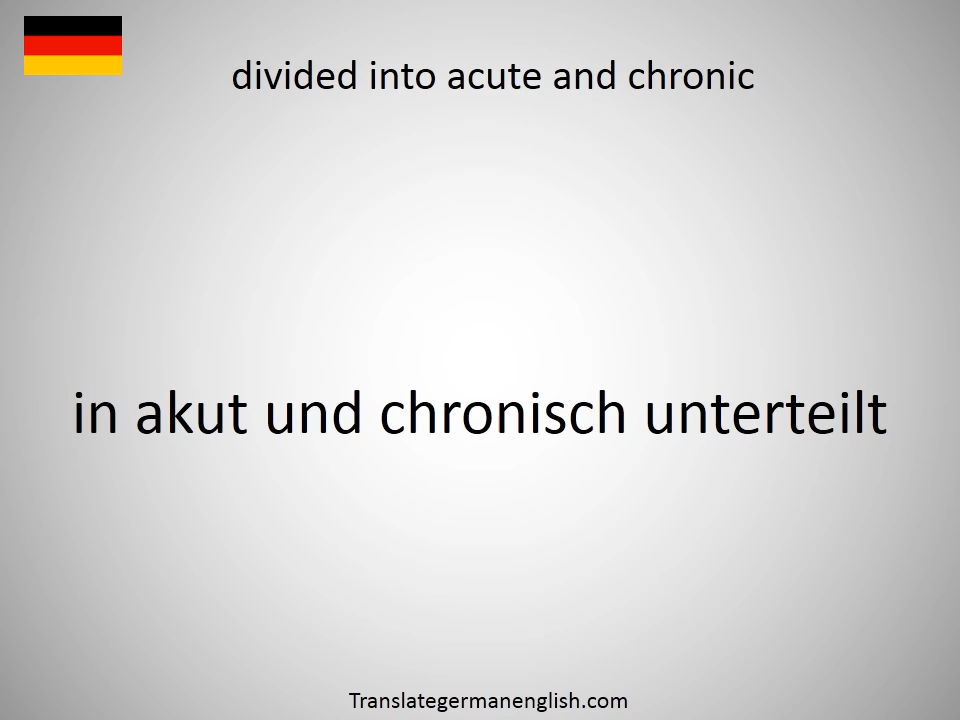 divided into acute and chronic
in akut und chronisch unterteilt
Translategermanenglish.com